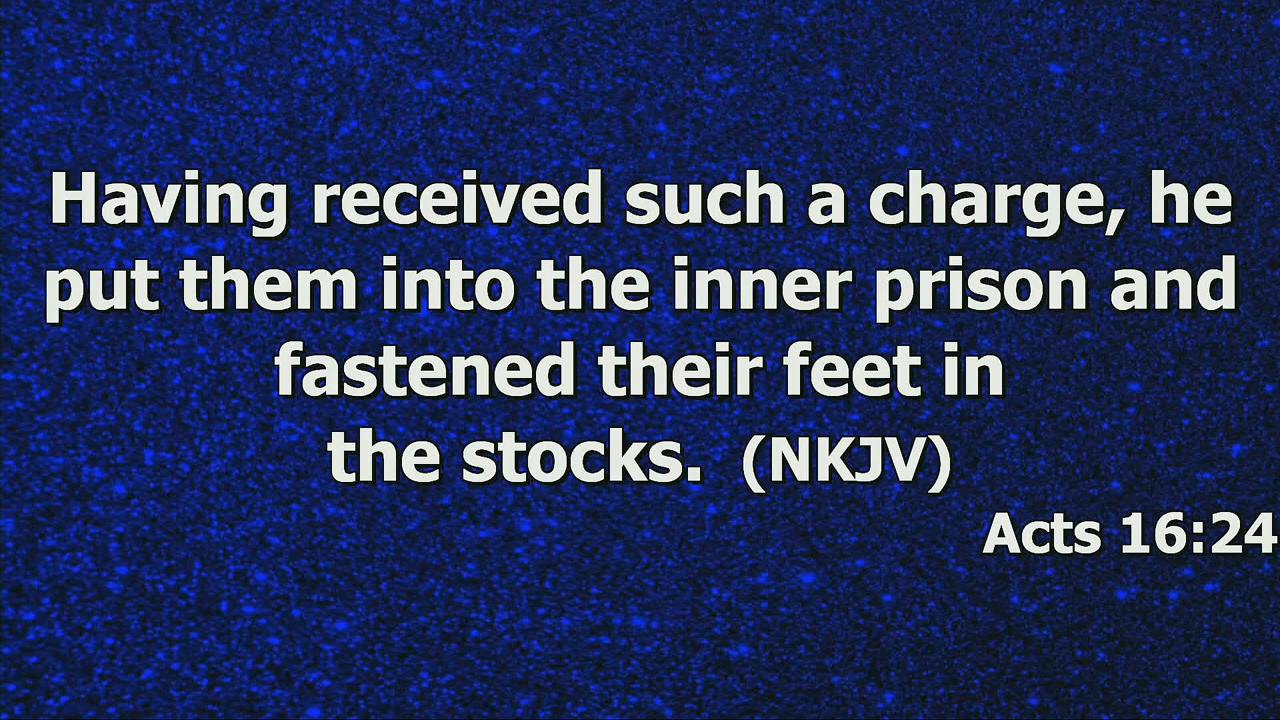 Having received such a charge, he
put them into the inner prison and
fastened their feet in
the stocks.  (NKJV)
Acts 16:24